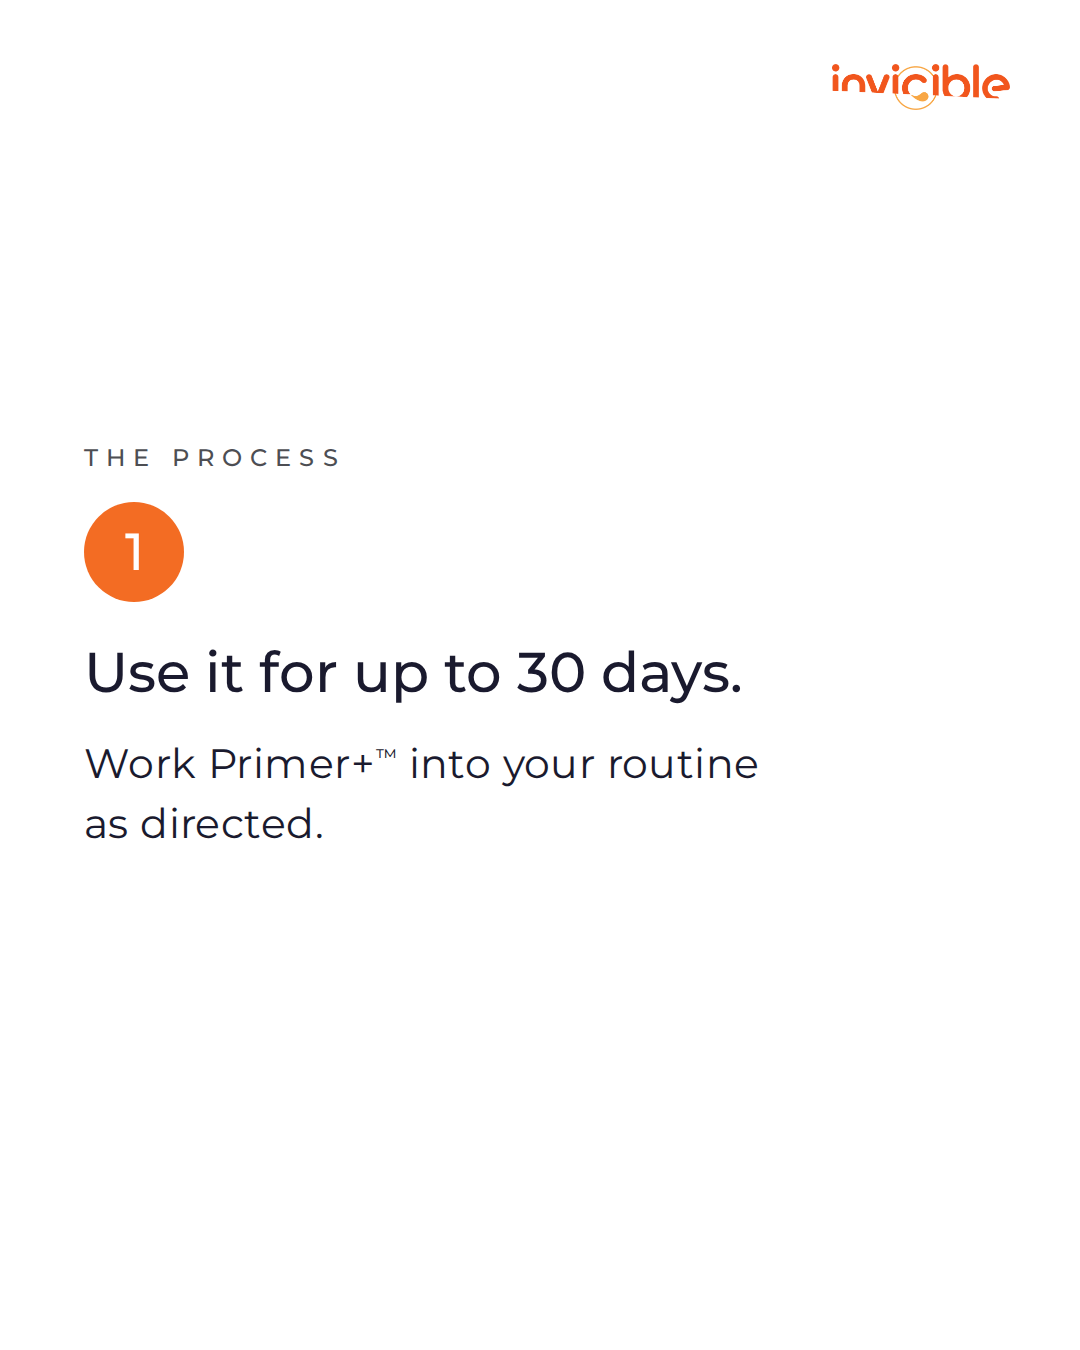 invicible
THE PROCESS
1
Use it for up to 30 days.
Work Primer+™ into your routine
as directed.